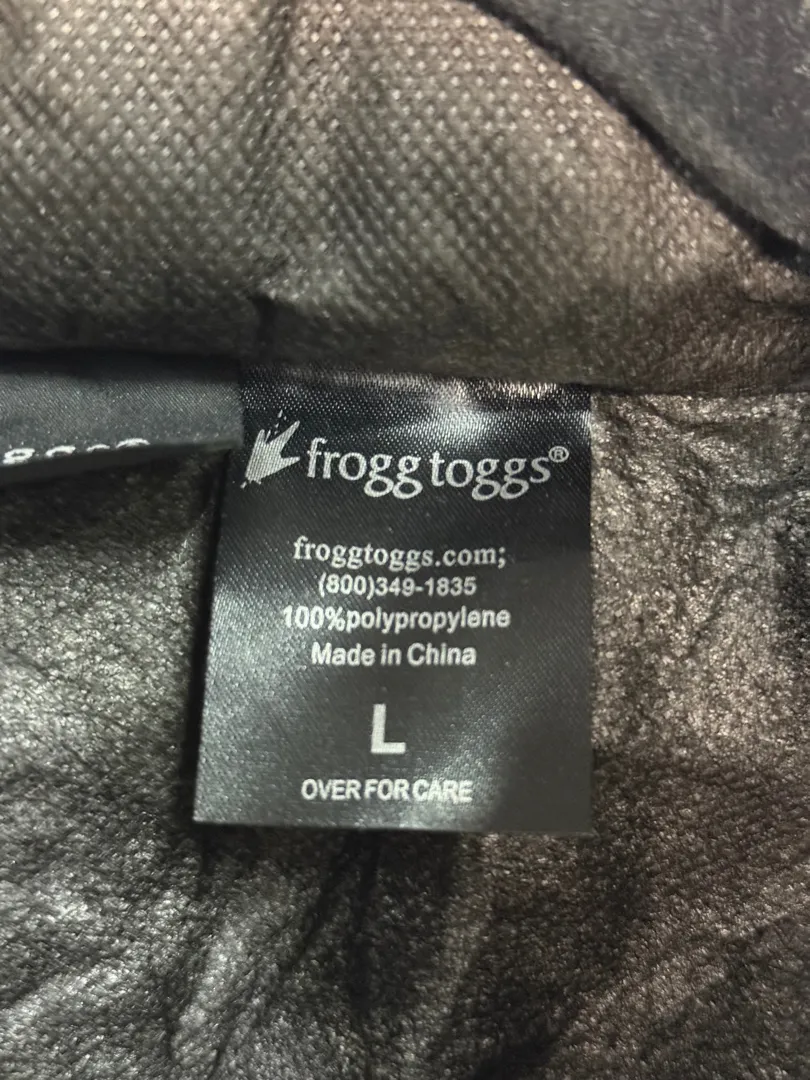 frogg toggs®
froggtoggs.com;
(800)349-1835
100%polypropylene
Made in China
L
OVER FOR CARE